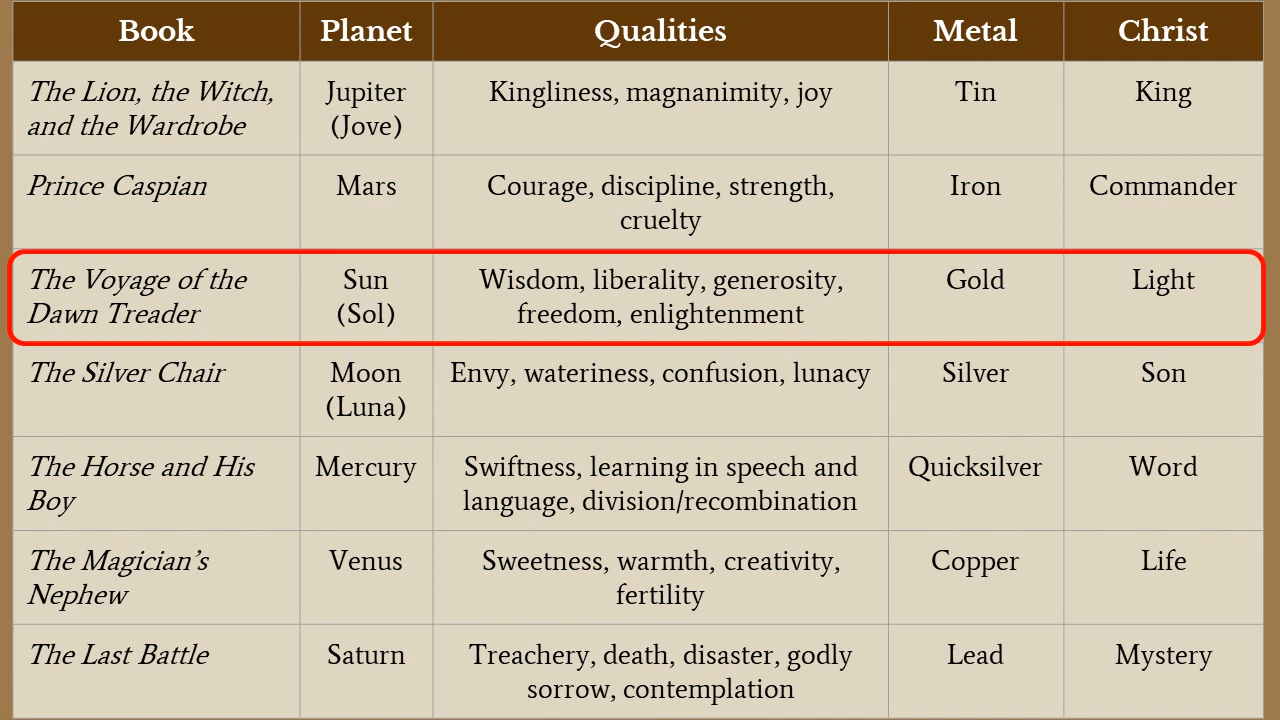 Book Planet Qualities Metal Christ
The Lion, the Witch, Jupiter Kingliness, magnanimity, joy Tin King
and the Wardrobe (Jove)
Prince Caspian Mars Courage, discipline, strength, Iron Commander
cruelty
The Voyage of the Sun Wisdom, liberality, generosity, Gold Light
Dawn Treader (Sol) freedom, enlightenment
The Silver Chair Moon Envy, wateriness, confusion, lunacy Silver Son
(Luna)
The Horse and His Mercury Swiftness, learning in speech and Quicksilver Word
Boy language, division/recombination
The Magician’s Venus Sweetness, warmth, creativity, Copper Life
Nephew fertility
The Last Battle Saturn Treachery, death, disaster, godly Lead Mystery
sorrow, contemplation